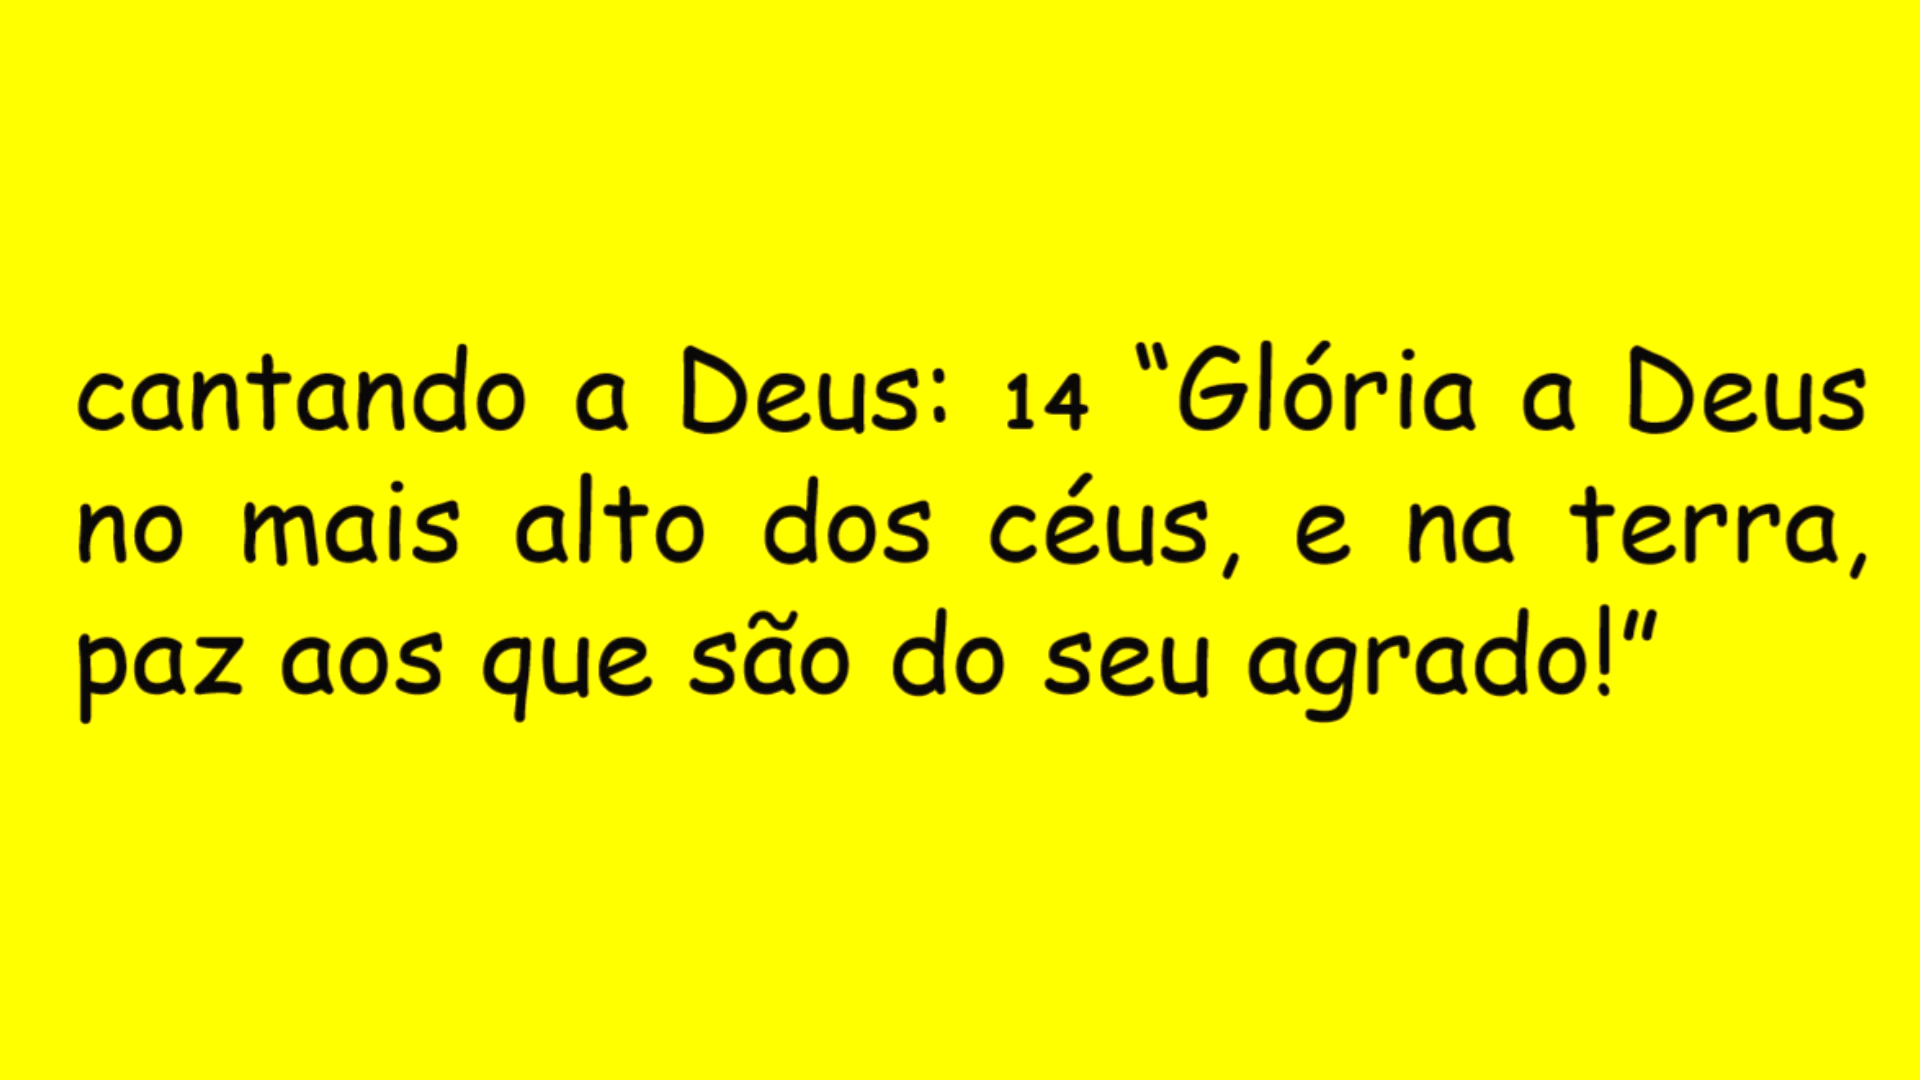 cantando a Deus: 14 “Glória a Deus
no mais alto dos céus, e na terra,
paz aos que são do seu agrado!”